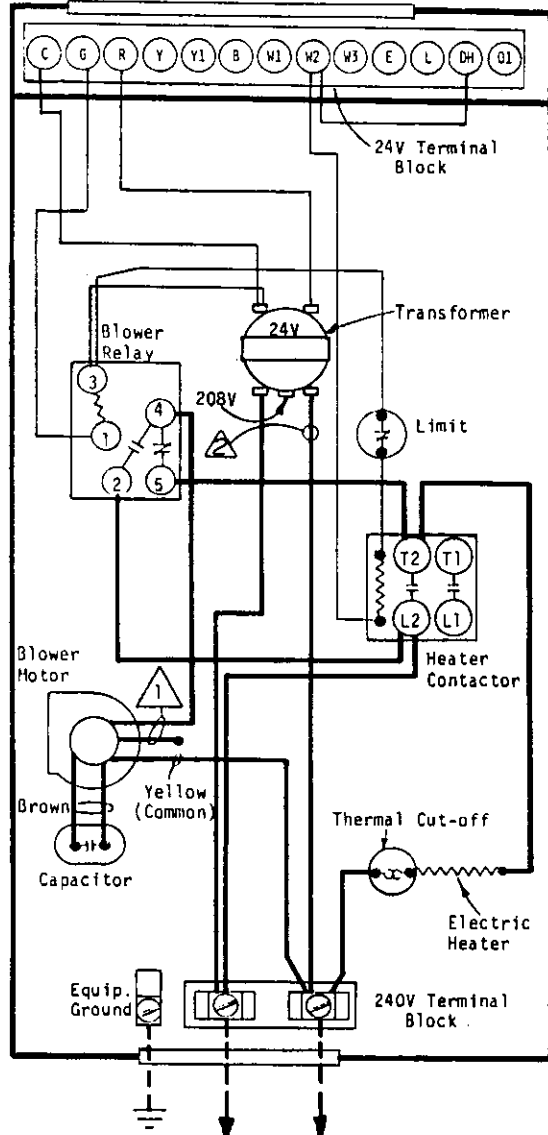 C G R Y Y1 B W1 W2 W3 E L DH O1
24V Terminal
Block
Transformer
24V
Blower
Relay
3
4
208V
2
Limit
1
2
5
T2 T1
L2 L1
Heater
Contactor
Blower
Motor
1
Yellow
(Common)
Brown
Thermal Cut-off
Capacitor
Electric
Heater
Equip.
Ground
240V Terminal
Block